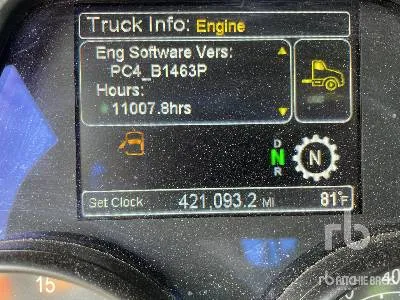 Truck Info: Engine
Eng Software Vers:
PC4_B1463P
Hours:
11007.8hrs
D
N
R
N
Set Clock 421,093.2 MI 81°F
15
40
rb
RITCHIE BROS